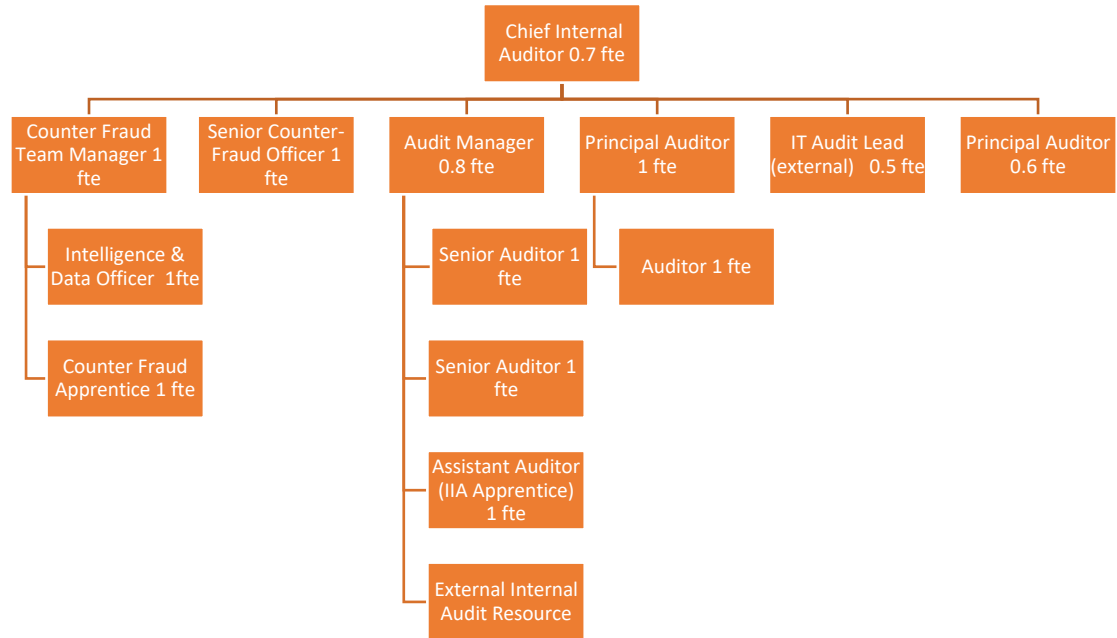 Chief Internal
Auditor 0.7 fte
Counter Fraud
Team Manager 1
fte
Senior Counter-
Fraud Officer 1
fte
Audit Manager
0.8 fte
Principal Auditor
1 fte
IT Audit Lead
(external)   0.5 fte
Principal Auditor
0.6 fte
Intelligence &
Data Officer  1fte
Counter Fraud
Apprentice 1 fte
Senior Auditor 1
fte
Senior Auditor 1
fte
Assistant Auditor
(IIA Apprentice)
1 fte
External Internal
Audit Resource
Auditor 1 fte